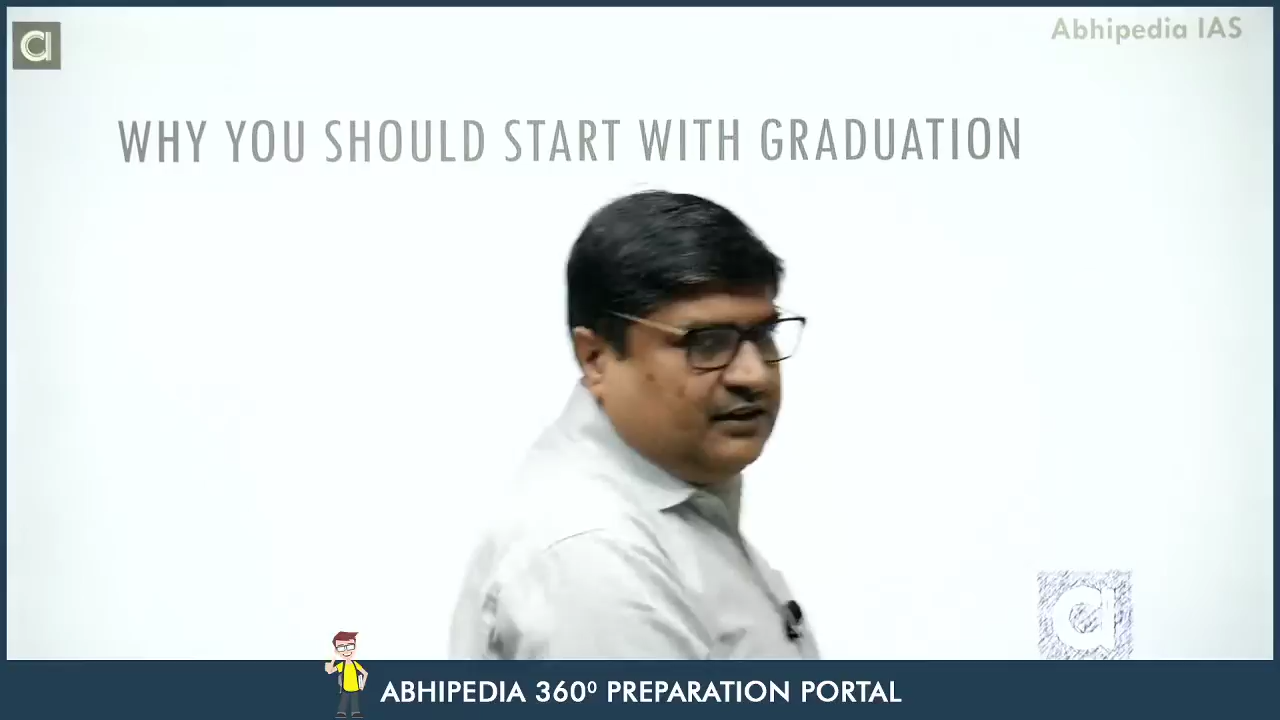 Abhipedia IAS
WHY YOU SHOULD START WITH GRADUATION
ABHIPEDIA 360⁰ PREPARATION PORTAL